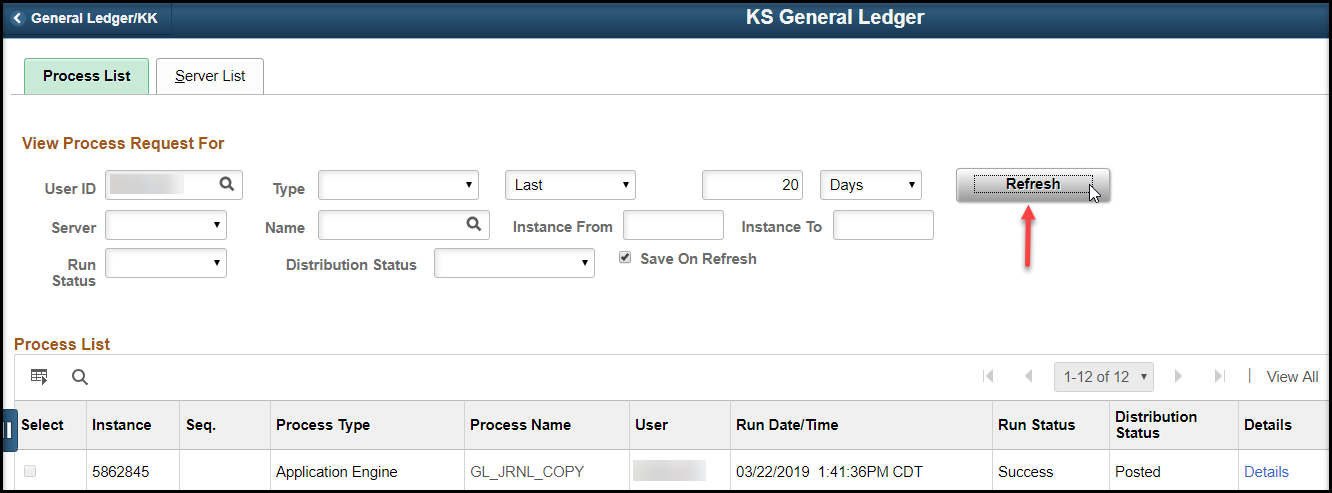 General Ledger/KK
KS General Ledger
Process List
Server List
View Process Request For
User ID
Type
Last
20
Days
Refresh
Server
Name
Instance From
Instance To
Run
Status
Distribution Status
Save On Refresh
Process List
1-12 of 12
View All
Select Instance Seq. Process Type Process Name User Run Date/Time Run Status Distribution Status Details
5862845 Application Engine GL_JRNL_COPY 03/22/2019 1:41:36PM CDT Success Posted Details